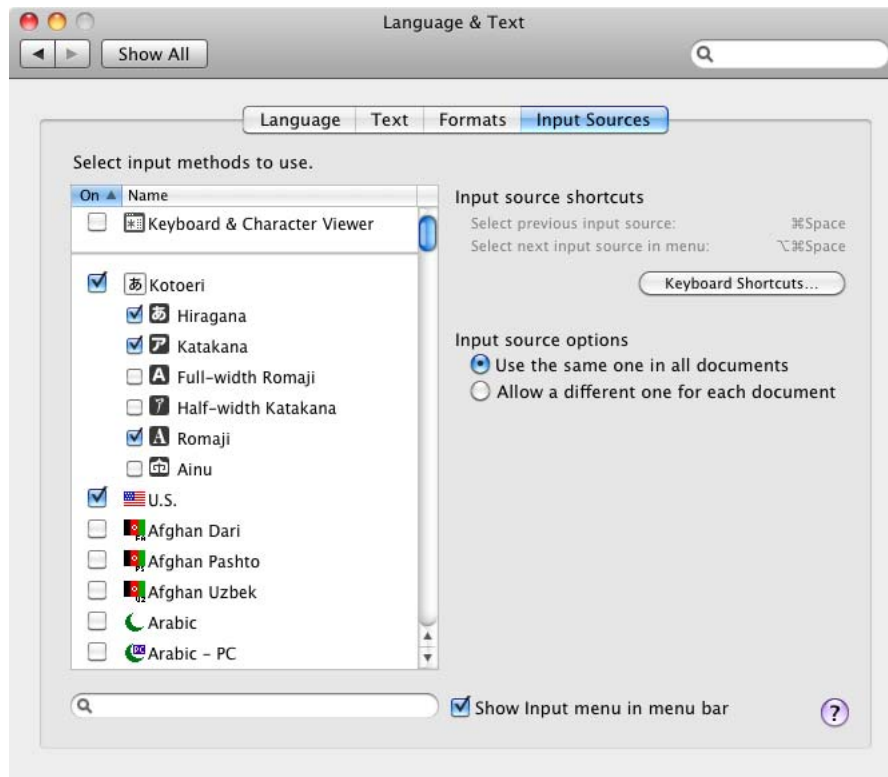 Language & Text
Show All
Language Text Formats Input Sources
Select input methods to use.
On Name
Keyboard & Character Viewer
あ Kotoeri
あ Hiragana
ア Katakana
A Full-width Romaji
ア Half-width Katakana
A Romaji
Ainu
U.S.
Afghan Dari
Afghan Pashto
UZ Afghan Uzbek
Arabic
PC Arabic - PC
Input source shortcuts
Select previous input source: ⌘Space
Select next input source in menu: ⌥⌘Space
Keyboard Shortcuts...
Input source options
Use the same one in all documents
Allow a different one for each document
Show Input menu in menu bar
?